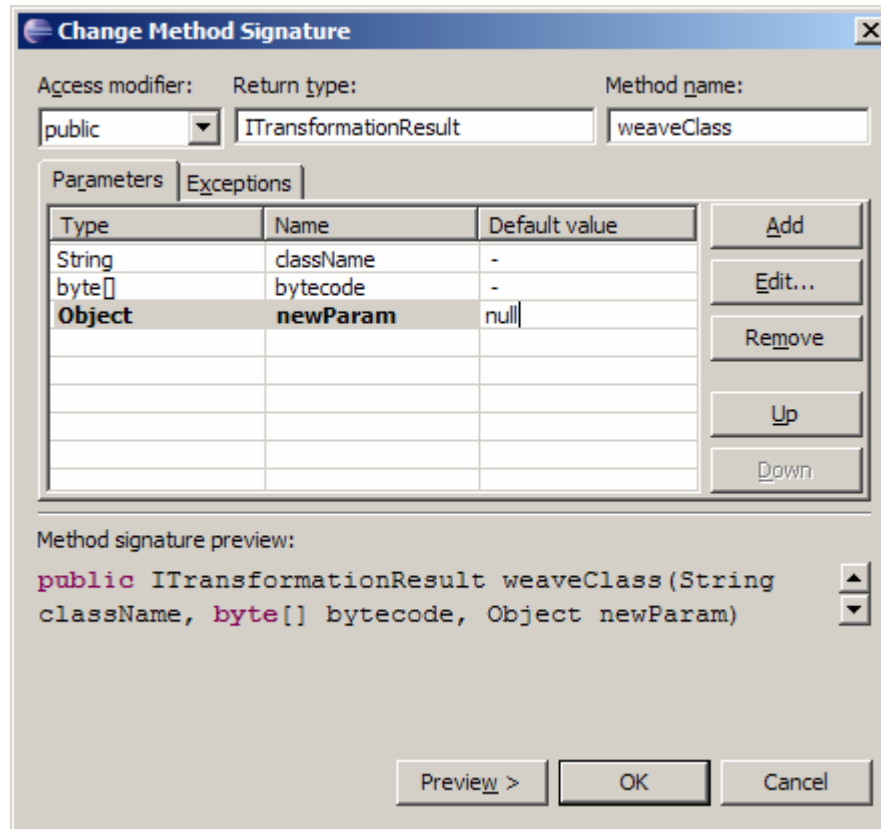 Change Method Signature
Access modifier: Return type: Method name:
public ITransformationResult weaveClass
Parameters Exceptions
Type Name Default value Add
String className -
byte[] bytecode - Edit...
Object newParam null
Remove
Up
Down
Method signature preview:
public ITransformationResult weaveClass(String
className, byte[] bytecode, Object newParam)
Preview > OK Cancel